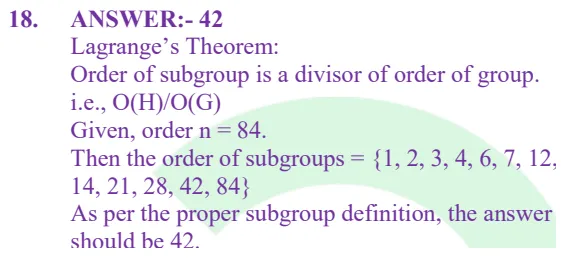 18. ANSWER:- 42
Lagrange’s Theorem:
Order of subgroup is a divisor of order of group.
i.e., O(H)/O(G)
Given, order n = 84.
Then the order of subgroups = {1, 2, 3, 4, 6, 7, 12,
14, 21, 28, 42, 84}
As per the proper subgroup definition, the answer
should be 42.